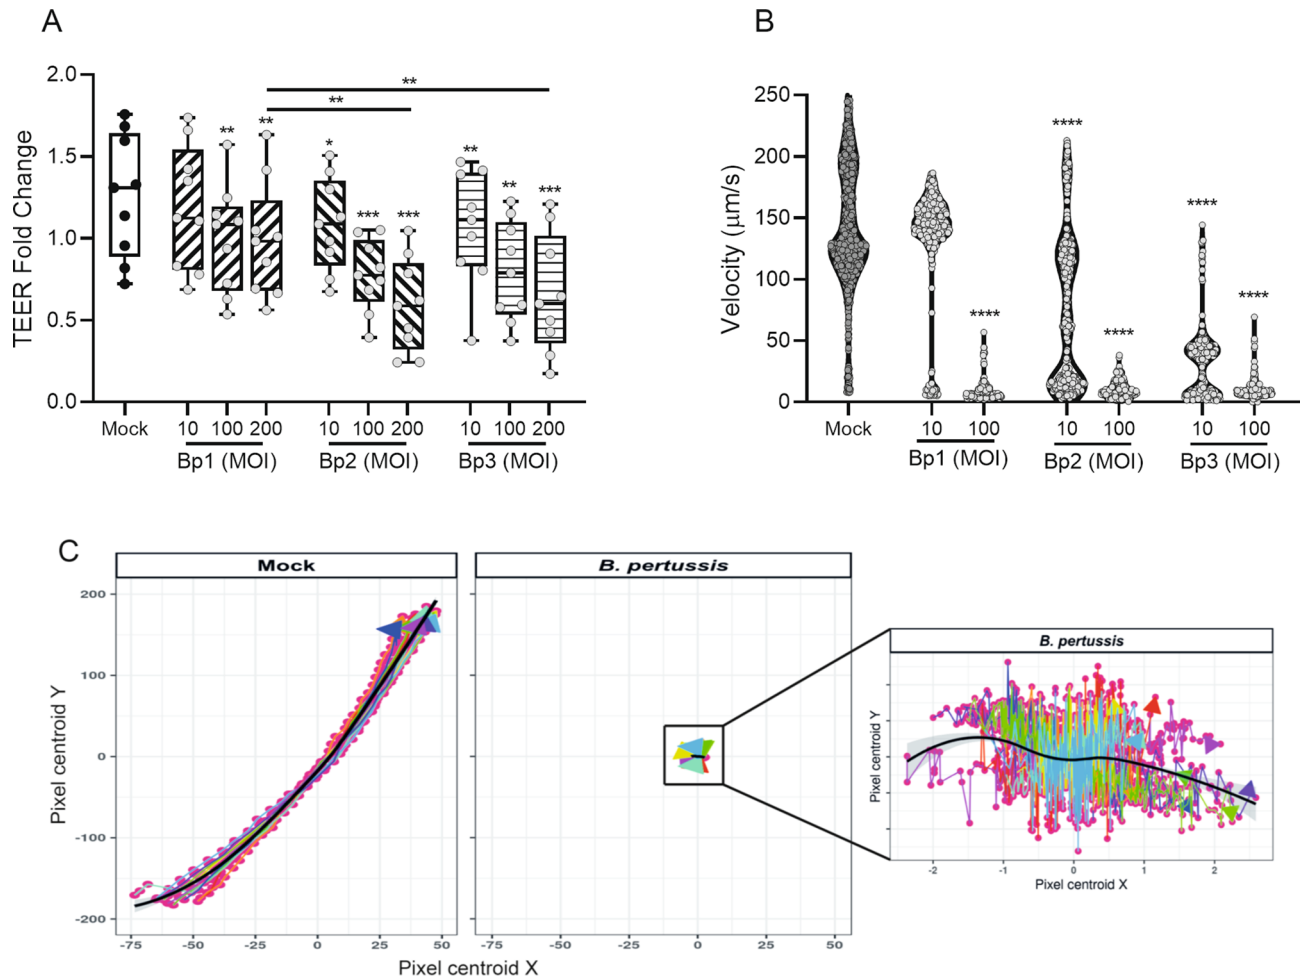 A
TEER Fold Change
2.0
1.5
1.0
0.5
0.0
** ** * *** *** ** ** ***
**
**
Mock 10 100 200 10 100 200 10 100 200
Bp1 (MOI) Bp2 (MOI) Bp3 (MOI)
B
Velocity (μm/s)
250
200
150
100
50
0
**** **** **** **** ****
Mock 10 100 10 100 10 100
Bp1 (MOI) Bp2 (MOI) Bp3 (MOI)
C
Mock
B. pertussis
Pixel centroid Y
200
100
0
-100
-200
-75 -50 -25 0 25 50
-75 -50 -25 0 25 50
Pixel centroid X
B. pertussis
Pixel centroid Y
-2 -1 0 1 2
Pixel centroid X